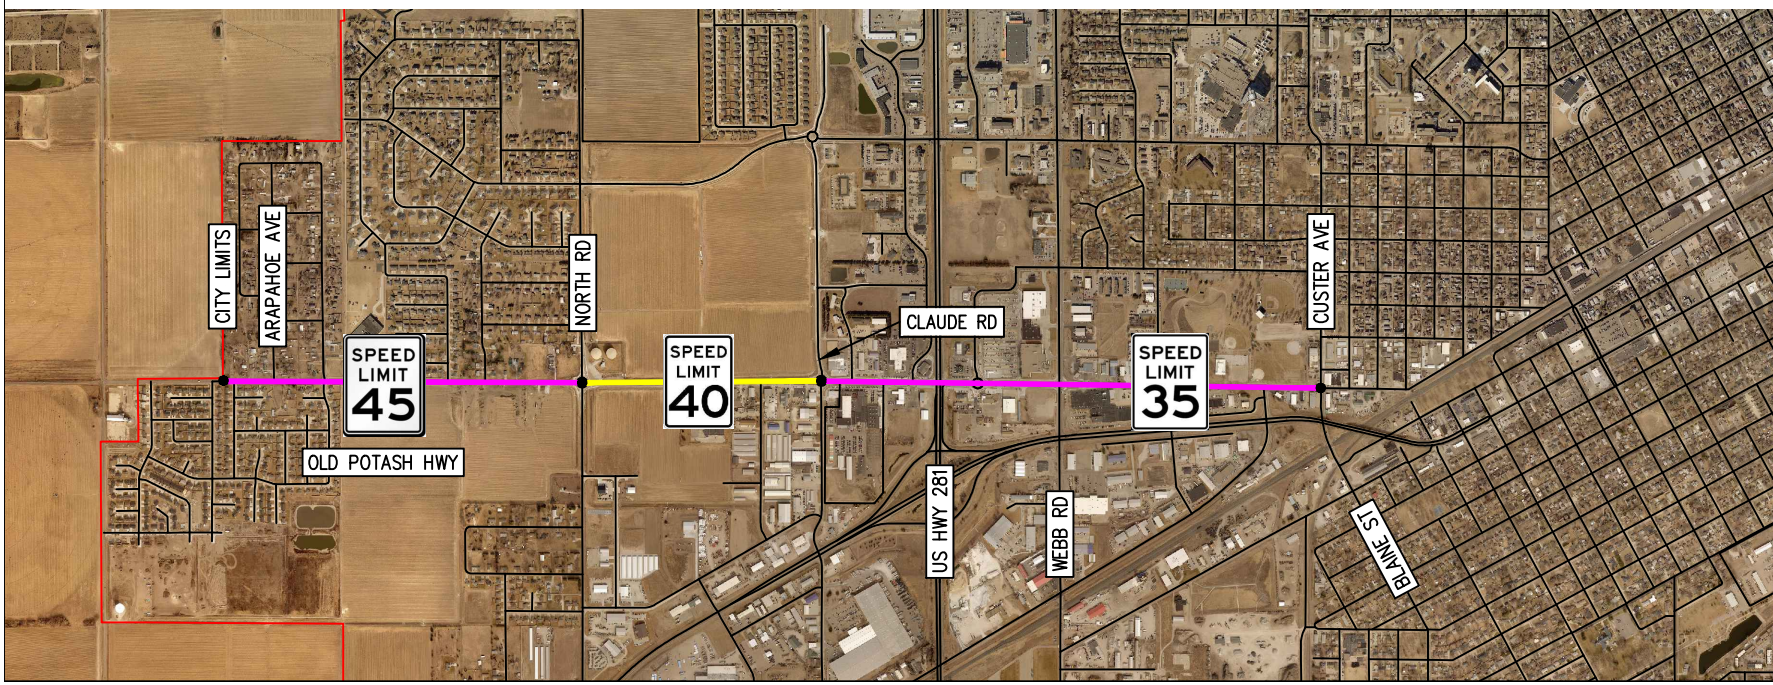 CITY LIMITS
ARAPAHOE AVE
NORTH RD
CLAUDE RD
CUSTER AVE
SPEED
LIMIT
45
SPEED
LIMIT
40
SPEED
LIMIT
35
OLD POTASH HWY
US HWY 281
WEBB RD
BLAINE ST